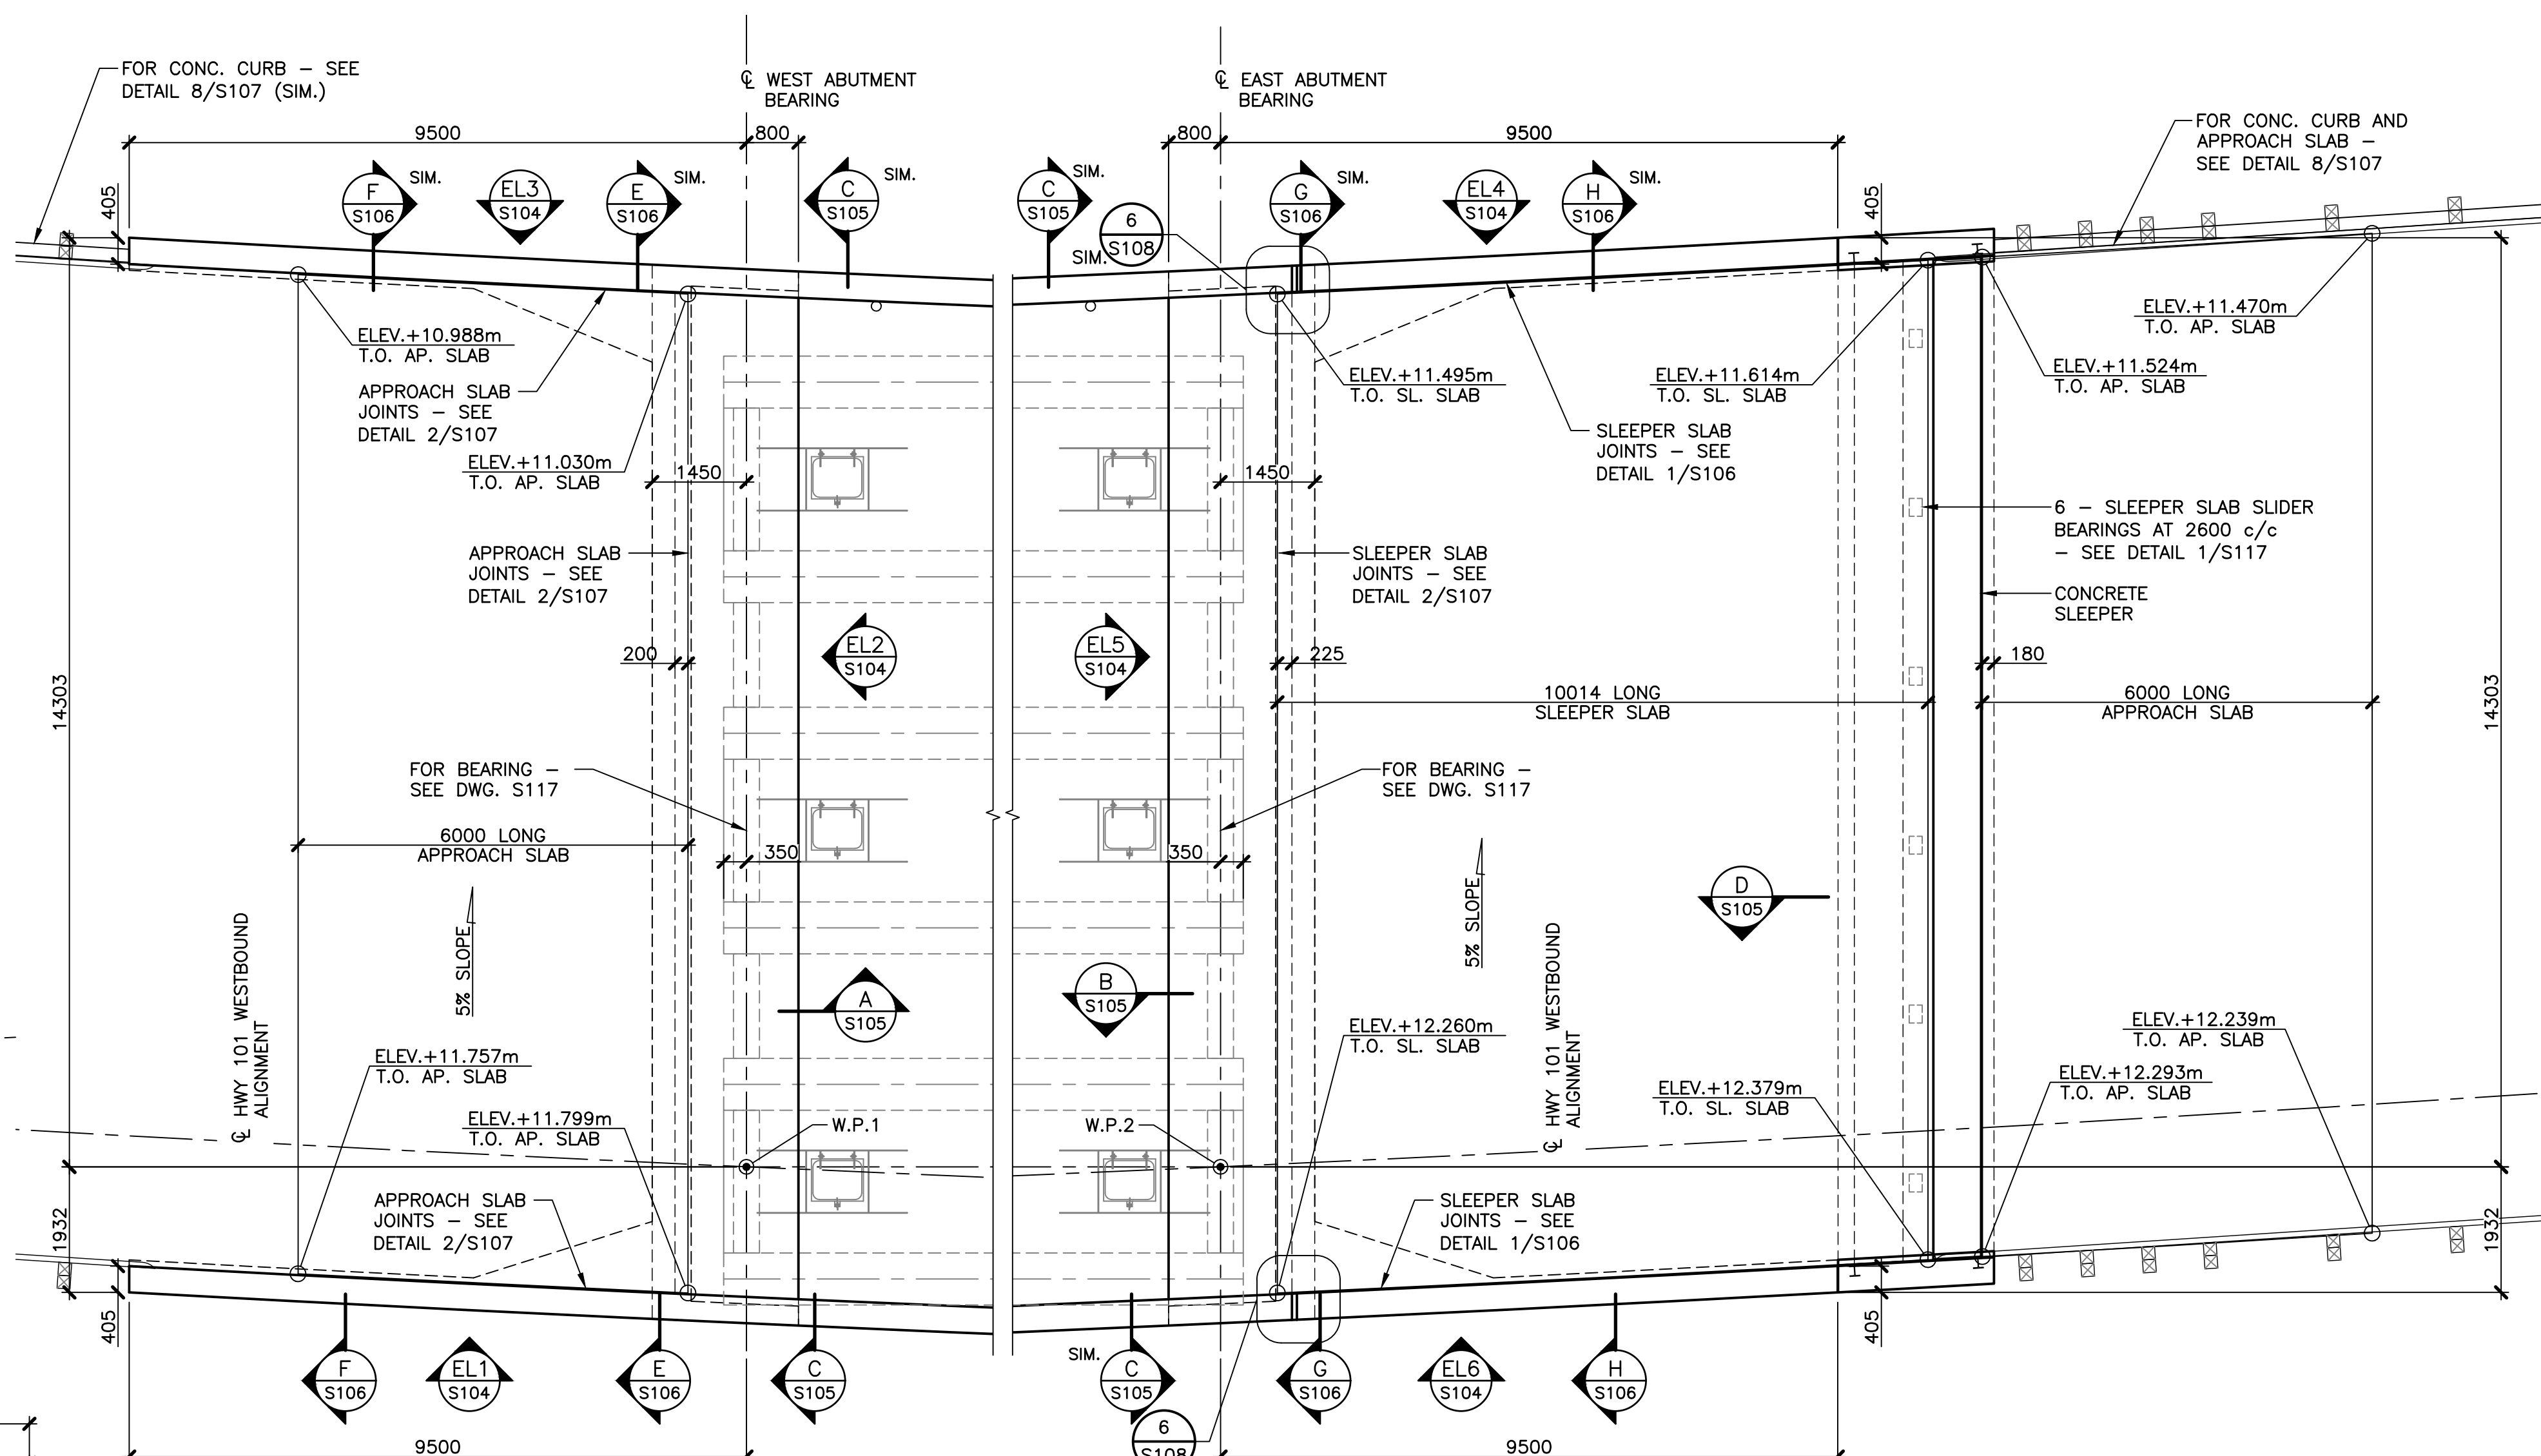 FOR CONC. CURB – SEE
DETAIL 8/S107 (SIM.)
℄ WEST ABUTMENT
BEARING
℄ EAST ABUTMENT
BEARING
FOR CONC. CURB AND
APPROACH SLAB –
SEE DETAIL 8/S107
9500
800
800
9500
405
F
S106
SIM.
EL3
S104
E
S106
SIM.
C
S105
SIM.
C
S105
SIM.
6
S108
SIM.
G
S106
SIM.
EL4
S104
H
S106
SIM.
405
ELEV.+10.988m
T.O. AP. SLAB
APPROACH SLAB
JOINTS – SEE
DETAIL 2/S107
ELEV.+11.030m
T.O. AP. SLAB
1450
1450
ELEV.+11.495m
T.O. SL. SLAB
ELEV.+11.614m
T.O. SL. SLAB
ELEV.+11.470m
T.O. AP. SLAB
ELEV.+11.524m
T.O. AP. SLAB
SLEEPER SLAB
JOINTS – SEE
DETAIL 1/S106
6 – SLEEPER SLAB SLIDER
BEARINGS AT 2600 c/c
– SEE DETAIL 1/S117
APPROACH SLAB
JOINTS – SEE
DETAIL 2/S107
SLEEPER SLAB
JOINTS – SEE
DETAIL 2/S107
CONCRETE
SLEEPER
EL2
S104
EL5
S104
200
225
180
14303
14303
10014 LONG
SLEEPER SLAB
6000 LONG
APPROACH SLAB
FOR BEARING –
SEE DWG. S117
FOR BEARING –
SEE DWG. S117
6000 LONG
APPROACH SLAB
350
350
5% SLOPE
5% SLOPE
D
S105
℄ HWY 101 WESTBOUND
ALIGNMENT
℄ HWY 101 WESTBOUND
ALIGNMENT
A
S105
B
S105
ELEV.+11.757m
T.O. AP. SLAB
ELEV.+11.799m
T.O. AP. SLAB
W.P.1
W.P.2
ELEV.+12.260m
T.O. SL. SLAB
ELEV.+12.379m
T.O. SL. SLAB
ELEV.+12.239m
T.O. AP. SLAB
ELEV.+12.293m
T.O. AP. SLAB
1932
1932
APPROACH SLAB
JOINTS – SEE
DETAIL 2/S107
SLEEPER SLAB
JOINTS – SEE
DETAIL 1/S106
405
405
F
S106
EL1
S104
E
S106
C
S105
SIM.
C
S105
G
S106
EL6
S104
H
S106
6
S108
9500
9500